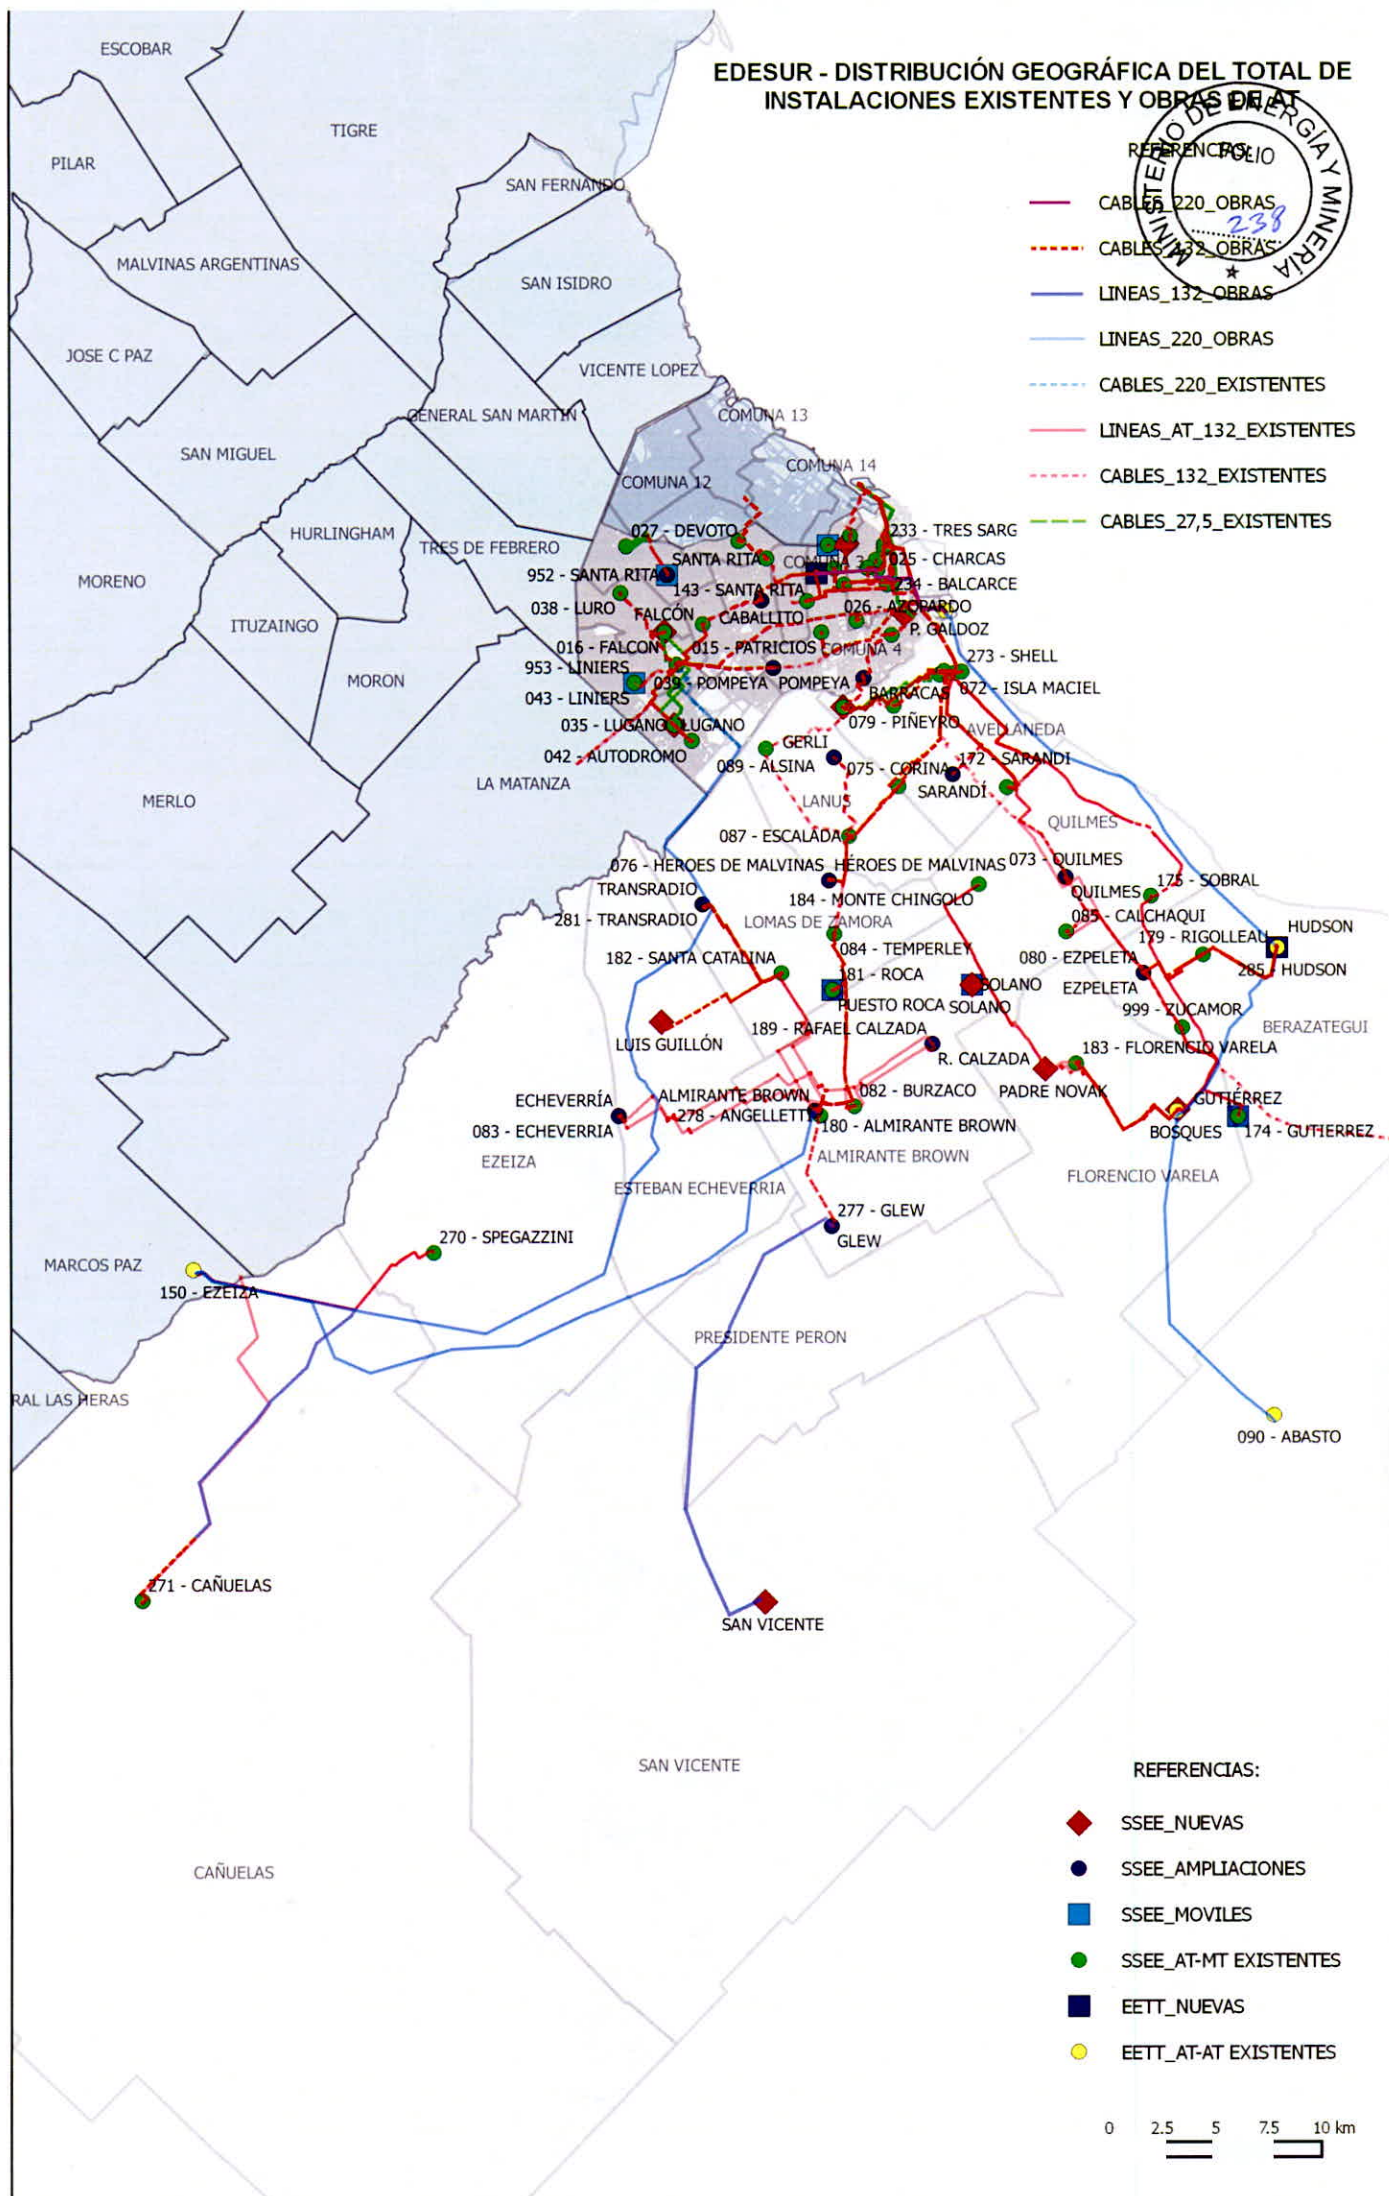 EDESUR - DISTRIBUCIÓN GEOGRÁFICA DEL TOTAL DE
INSTALACIONES EXISTENTES Y OBRAS DE AT
MINISTERIO DE ENERGÍA Y MINERÍA
FOLIO
238
REFERENCIAS:
CABLES_220_OBRAS
CABLES_132_OBRAS
LINEAS_132_OBRAS
LINEAS_220_OBRAS
CABLES_220_EXISTENTES
LINEAS_AT_132_EXISTENTES
CABLES_132_EXISTENTES
CABLES_27,5_EXISTENTES
ESCOBAR
TIGRE
PILAR
SAN FERNANDO
MALVINAS ARGENTINAS
SAN ISIDRO
JOSE C PAZ
VICENTE LOPEZ
GENERAL SAN MARTIN
COMUNA 13
SAN MIGUEL
COMUNA 14
COMUNA 12
HURLINGHAM
TRES DE FEBRERO
027 - DEVOTO
233 - TRES SARG
SANTA RITA
COMUNA 3
025 - CHARCAS
MORENO
952 - SANTA RITA
143 - SANTA RITA
234 - BALCARCE
038 - LURO
FALCÓN
CABALLITO
026 - AZOPARDO
ITUZAINGO
P. GALDOZ
016 - FALCON
015 - PATRICIOS
COMUNA 4
273 - SHELL
953 - LINIERS
MORON
039 - POMPEYA
POMPEYA
072 - ISLA MACIEL
043 - LINIERS
BARRACAS
035 - LUGANO
LUGANO
079 - PIÑEYRO
AVELLANEDA
042 - AUTODROMO
GERLI
089 - ALSINA
075 - CORINA
172 - SARANDI
LA MATANZA
SARANDÍ
MERLO
LANUS
QUILMES
087 - ESCALADA
076 - HEROES DE MALVINAS
HÉROES DE MALVINAS
073 - QUILMES
TRANSRADIO
184 - MONTE CHINGOLO
QUILMES
175 - SOBRAL
281 - TRANSRADIO
LOMAS DE ZAMORA
085 - CALCHAQUI
HUDSON
182 - SANTA CATALINA
084 - TEMPERLEY
080 - EZPELETA
179 - RIGOLLEAU
181 - ROCA
SOLANO
285 - HUDSON
PUESTO ROCA
SOLANO
EZPELETA
999 - ZUCAMOR
189 - RAFAEL CALZADA
BERAZATEGUI
LUIS GUILLÓN
R. CALZADA
183 - FLORENCIO VARELA
PADRE NOVAK
ECHEVERRÍA
ALMIRANTE BROWN
082 - BURZACO
GUTIÉRREZ
278 - ANGELLETTI
083 - ECHEVERRIA
180 - ALMIRANTE BROWN
BOSQUES
174 - GUTIERREZ
EZEIZA
ALMIRANTE BROWN
FLORENCIO VARELA
ESTEBAN ECHEVERRIA
277 - GLEW
270 - SPEGAZZINI
GLEW
MARCOS PAZ
150 - EZEIZA
PRESIDENTE PERON
RAL LAS HERAS
090 - ABASTO
271 - CAÑUELAS
SAN VICENTE
SAN VICENTE
CAÑUELAS
REFERENCIAS:
SSEE_NUEVAS
SSEE_AMPLIACIONES
SSEE_MOVILES
SSEE_AT-MT EXISTENTES
EETT_NUEVAS
EETT_AT-AT EXISTENTES
0 2.5 5 7.5 10 km